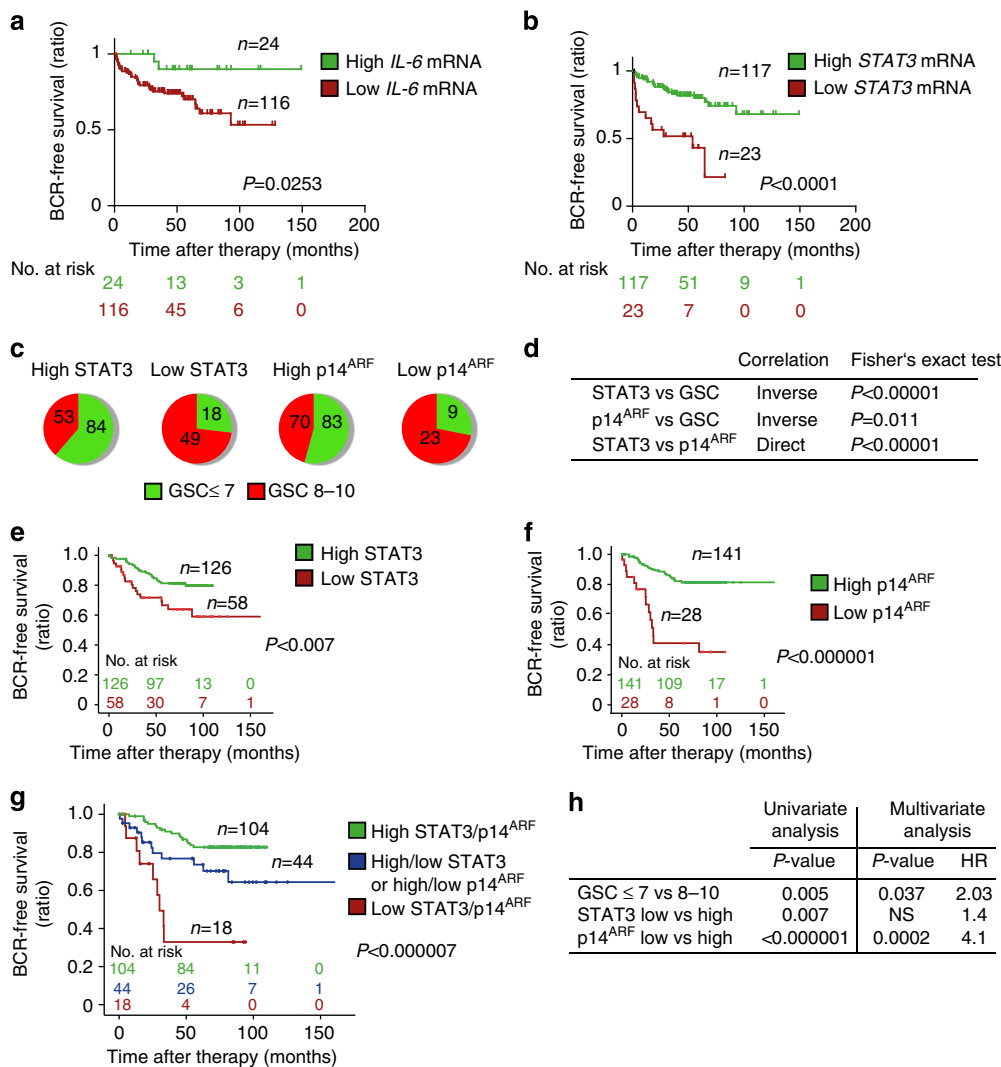 a
BCR-free survival (ratio)
1
0.5
0
n=24
n=116
High IL-6 mRNA
Low IL-6 mRNA
P=0.0253
0 50 100 150 200
Time after therapy (months)
No. at risk
24 13 3 1
116 45 6 0
b
BCR-free survival (ratio)
1
0.5
0
n=117
n=23
High STAT3 mRNA
Low STAT3 mRNA
P<0.0001
0 50 100 150 200
Time after therapy (months)
No. at risk
117 51 9 1
23 7 0 0
c
High STAT3 Low STAT3 High p14ARF Low p14ARF
53 84 18 49 70 83 9 23
GSC≤ 7 GSC 8–10
d
Correlation Fisher‘s exact test
STAT3 vs GSC Inverse P<0.00001
p14ARF vs GSC Inverse P=0.011
STAT3 vs p14ARF Direct P<0.00001
e
BCR-free survival
(ratio)
1.0
0.8
0.6
0.4
0.2
0
n=126
n=58
High STAT3
Low STAT3
P<0.007
No. at risk
126 97 13 0
58 30 7 1
0 50 100 150
Time after therapy (months)
f
BCR-free survival
(ratio)
1.0
0.8
0.6
0.4
0.2
0
n=141
n=28
High p14ARF
Low p14ARF
P<0.000001
No. at risk
141 109 17 1
28 8 1 0
0 50 100 150
Time after therapy (months)
g
BCR-free survival
(ratio)
1.0
0.8
0.6
0.4
0.2
0
n=104
n=44
n=18
High STAT3/p14ARF
High/low STAT3
or high/low p14ARF
Low STAT3/p14ARF
P<0.000007
No. at risk
104 84 11 0
44 26 7 1
18 4 0 0
0 50 100 150
Time after therapy (months)
h
Univariate Multivariate
analysis analysis
P-value P-value HR
GSC ≤ 7 vs 8–10 0.005 0.037 2.03
STAT3 low vs high 0.007 NS 1.4
p14ARF low vs high <0.000001 0.0002 4.1